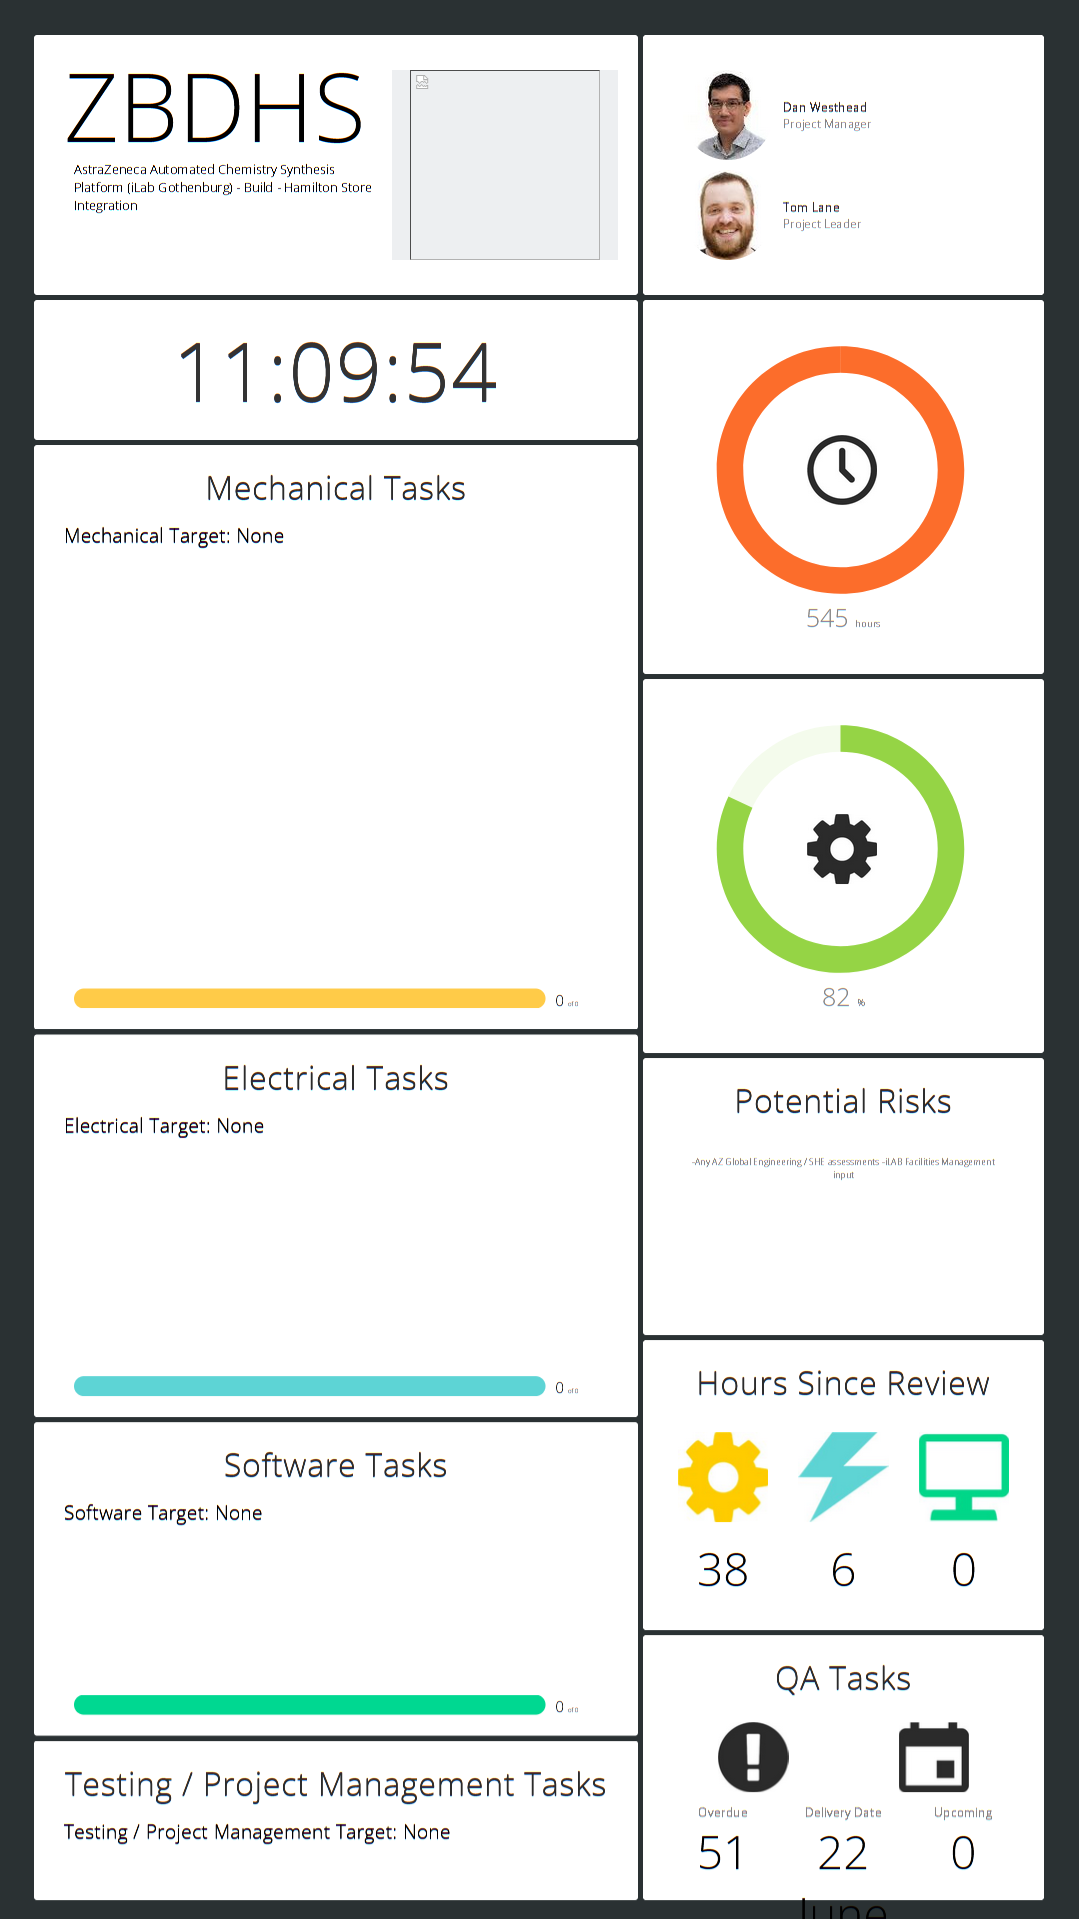 ZBDHS
AstraZeneca Automated Chemistry Synthesis
Platform (iLab Gothenburg) - Build - Hamilton Store
Integration
Dan Westhead
Project Manager
Tom Lane
Project Leader
11:09:54
545 hours
Mechanical Tasks
Mechanical Target: None
0 of 0
82 %
Electrical Tasks
Electrical Target: None
0 of 0
Potential Risks
-Any AZ Global Engineering / SHE assessments -iLAB Facilities Management
input
Software Tasks
Software Target: None
0 of 0
Hours Since Review
38 6 0
Testing / Project Management Tasks
Testing / Project Management Target: None
QA Tasks
Overdue Delivery Date Upcoming
51 22 0
June